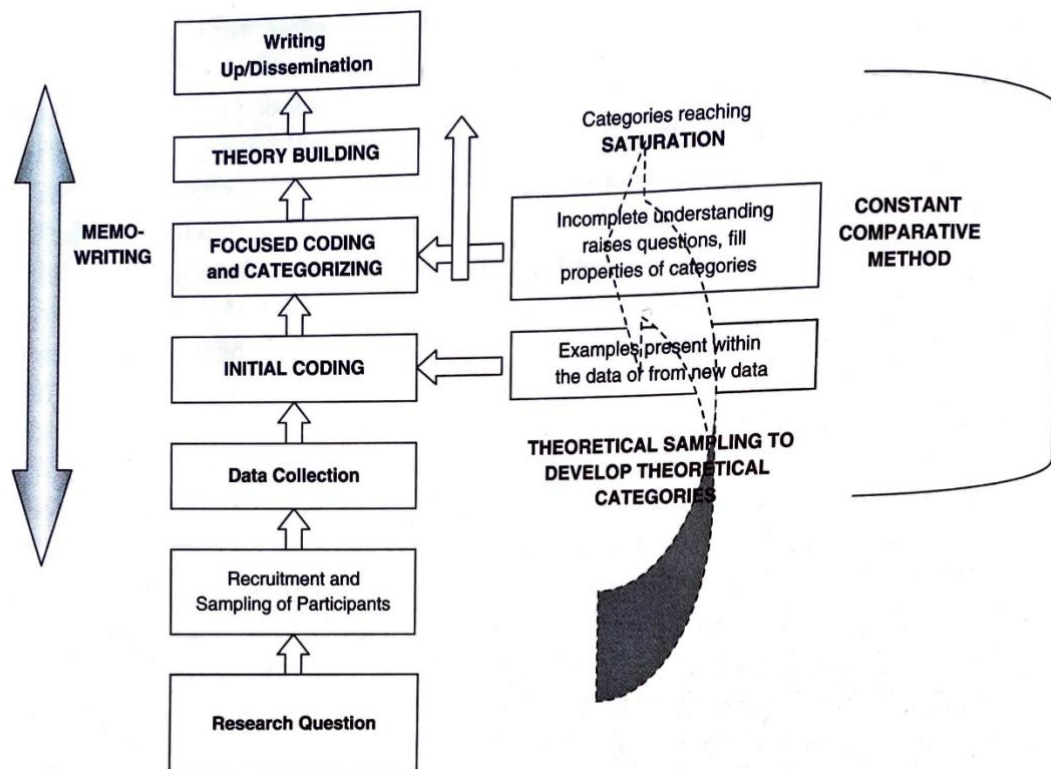 Writing
Up/Dissemination
THEORY BUILDING
MEMO-
WRITING
FOCUSED CODING
and CATEGORIZING
INITIAL CODING
Data Collection
Recruitment and
Sampling of Participants
Research Question
Categories reaching
SATURATION
Incomplete understanding
raises questions, fill
properties of categories
Examples present within
the data or from new data
THEORETICAL SAMPLING TO
DEVELOP THEORETICAL
CATEGORIES
CONSTANT
COMPARATIVE
METHOD